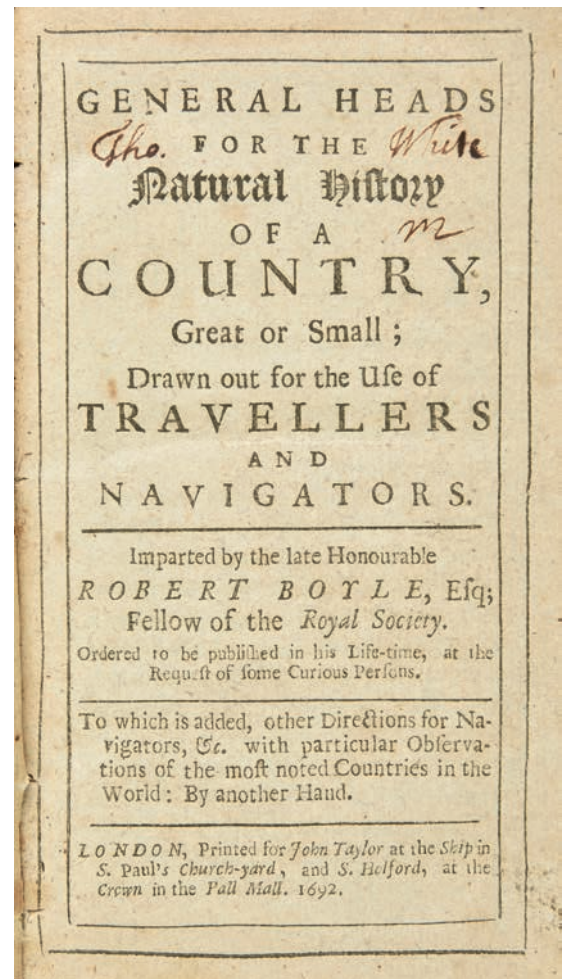 GENERAL HEADS
Tho. FOR THE White
Natural Hiſtory
OF A m
COUNTRY,
Great or Small ;
Drawn out for the Uſe of
TRAVELLERS
AND
NAVIGATORS.
Imparted by the late Honourable
ROBERT BOYLE, Eſq;
Fellow of the Royal Society.
Ordered to be publiſhed in his Life-time, at the
Requeſt of ſome Curious Perſons.
To which is added, other Directions for Na-
vigators, &c. with particular Obſerva-
tions of the moſt noted Countries in the
World : By another Hand.
LONDON, Printed for John Taylor at the Ship in
S. Paul's Church-yard, and S. Holford, at the
Crown in the Pall Mall. 1692.